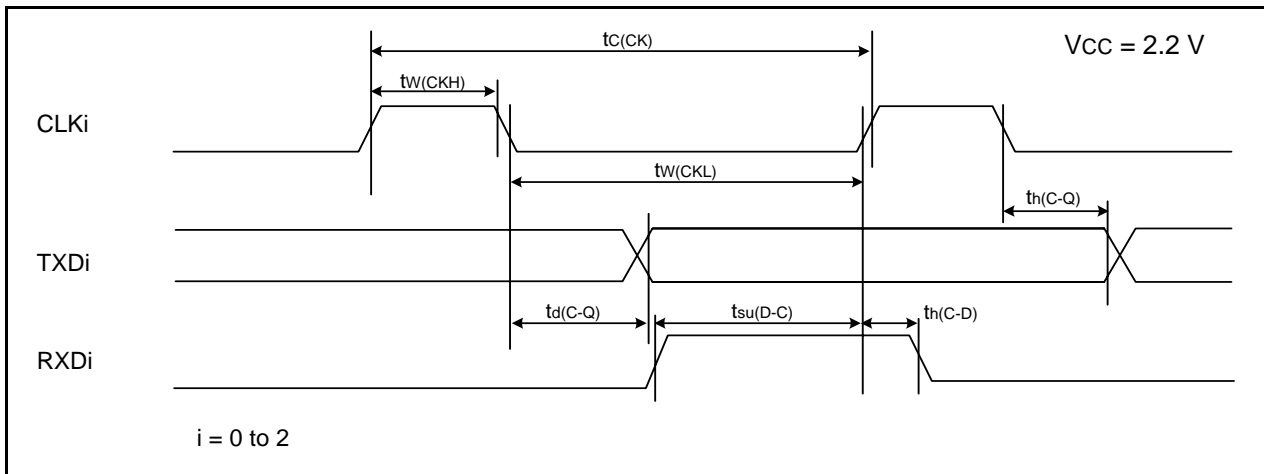 tC(CK)
VCC = 2.2 V
tW(CKH)
CLKi
tW(CKL)
th(C-Q)
TXDi
td(C-Q)
tsu(D-C)
th(C-D)
RXDi
i = 0 to 2